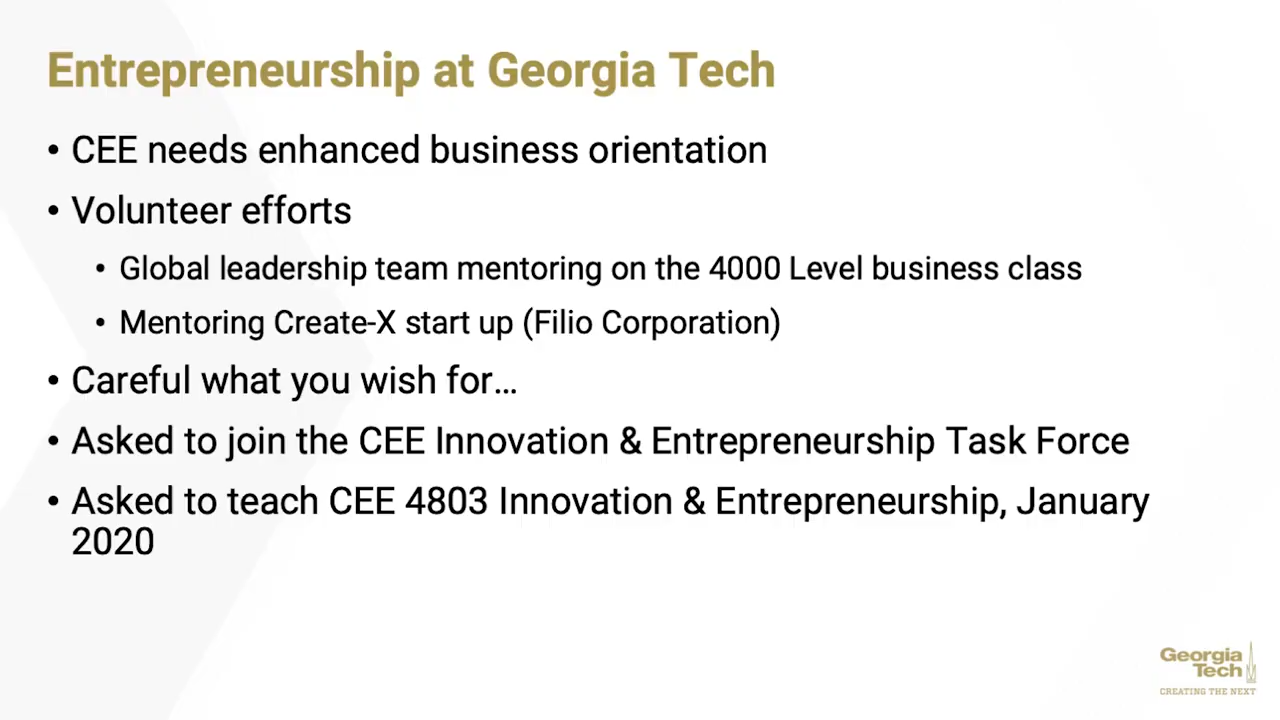 Entrepreneurship at Georgia Tech
• CEE needs enhanced business orientation
• Volunteer efforts
• Global leadership team mentoring on the 4000 Level business class
• Mentoring Create-X start up (Filio Corporation)
• Careful what you wish for…
• Asked to join the CEE Innovation & Entrepreneurship Task Force
• Asked to teach CEE 4803 Innovation & Entrepreneurship, January
2020
Georgia
Tech
CREATING THE NEXT